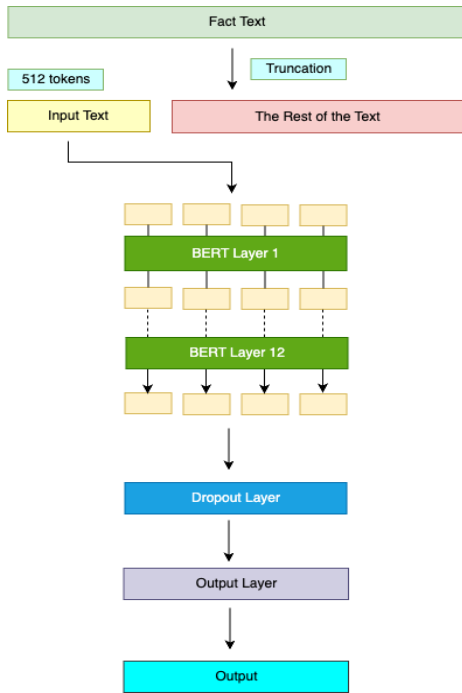 Fact Text
Truncation
512 tokens
Input Text
The Rest of the Text
BERT Layer 1
BERT Layer 12
Dropout Layer
Output Layer
Output